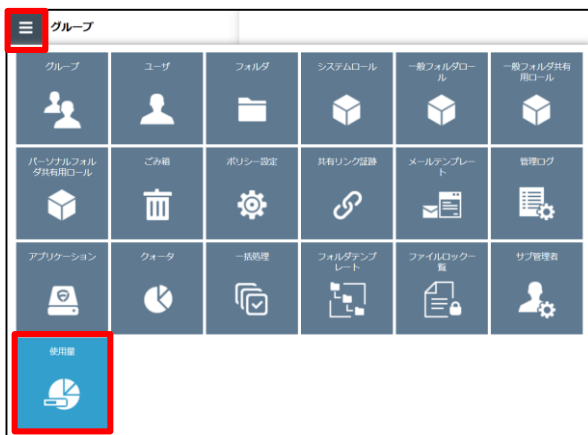 グループ
グループ
ユーザ
フォルダ
システムロール
一般フォルダロー
ル
一般フォルダ共有
用ロール
パーソナルフォル
ダ共有用ロール
ごみ箱
ポリシー設定
共有リンク証跡
メールテンプレー
ト
管理ログ
アプリケーション
クォータ
一括処理
フォルダテンプ
レート
ファイルロック一
覧
サブ管理者
使用量